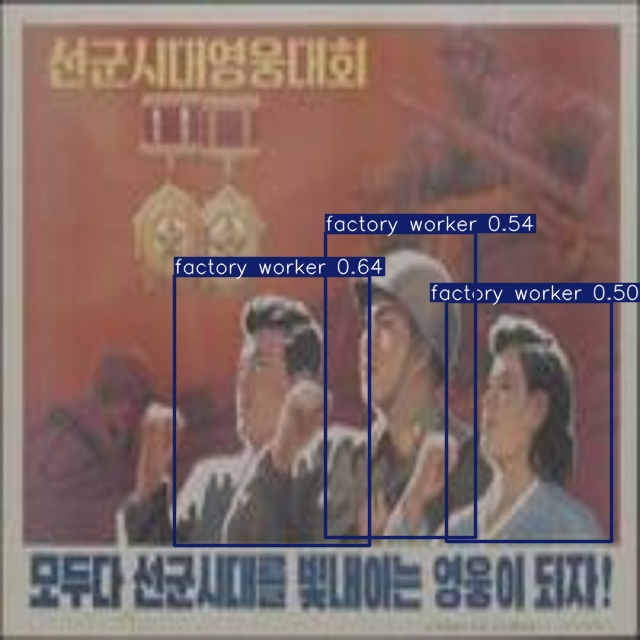 선군시대영웅대회
factory worker 0.54
factory worker 0.64
factory worker 0.50
모두다 선군시대를 빛내이는 영웅이 되자!